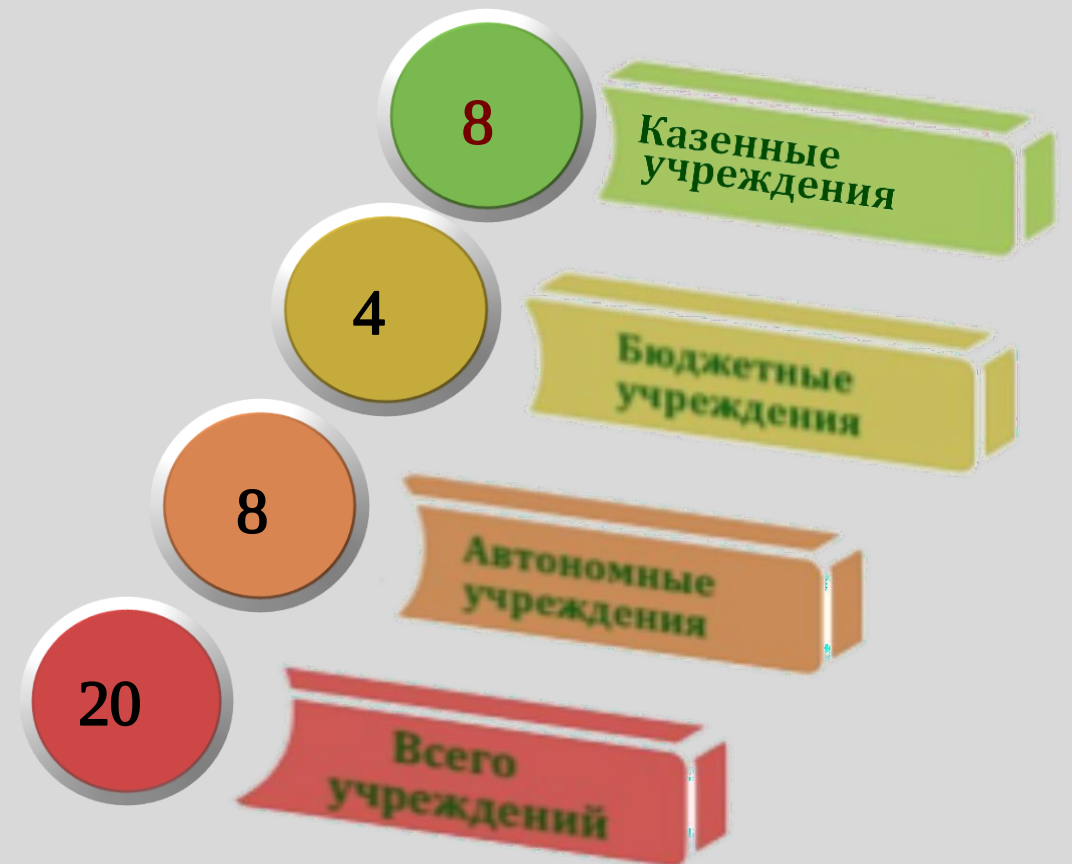 8
Казенные
учреждения
4
Бюджетные
учреждения
8
Автономные
учреждения
20
Всего
учреждений